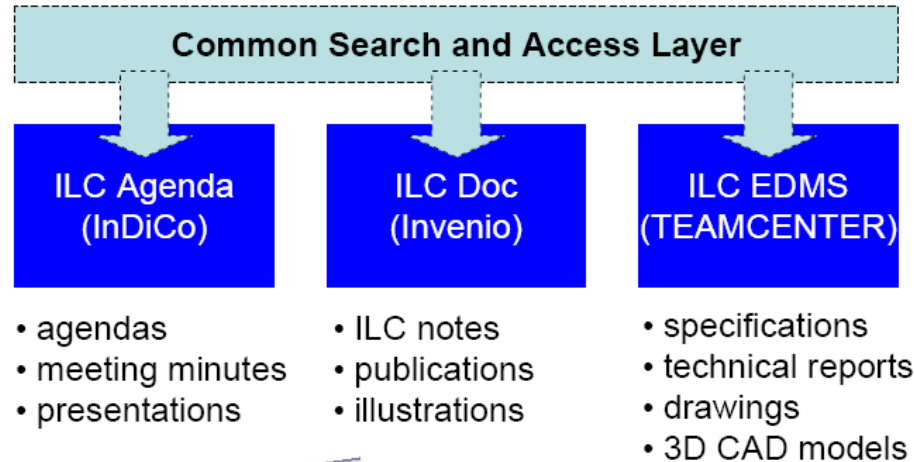 Common Search and Access Layer
ILC Agenda
(InDiCo)
ILC Doc
(Invenio)
ILC EDMS
(TEAMCENTER)
• agendas
• meeting minutes
• presentations
• ILC notes
• publications
• illustrations
• specifications
• technical reports
• drawings
• 3D CAD models